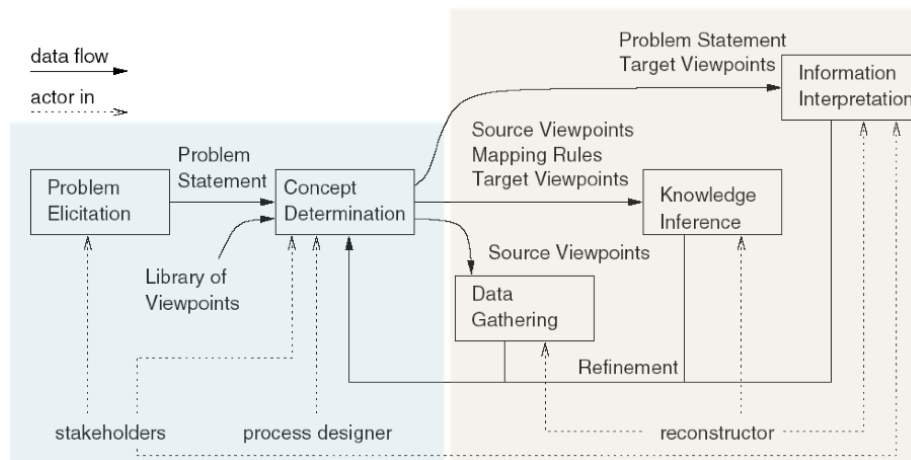 data flow
actor in
Problem
Elicitation
Problem
Statement
Concept
Determination
Library of
Viewpoints
Problem Statement
Target Viewpoints
Information
Interpretation
Source Viewpoints
Mapping Rules
Target Viewpoints
Knowledge
Inference
Source Viewpoints
Data
Gathering
Refinement
stakeholders
process designer
reconstructor